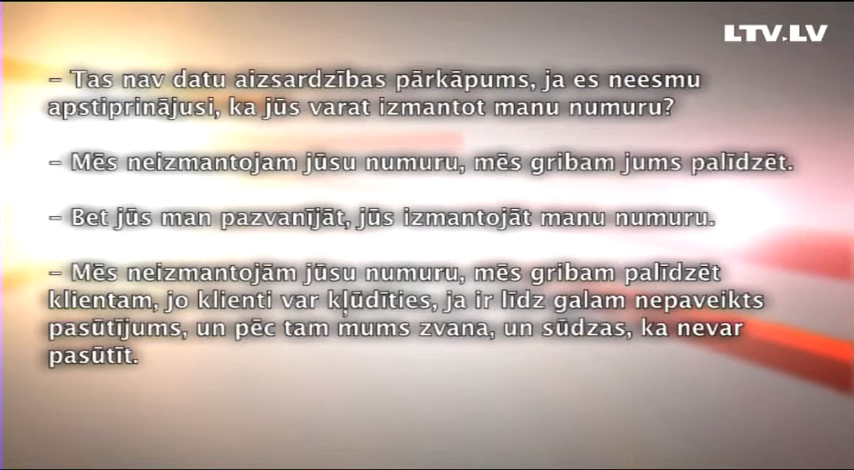 LTV.LV
– Tas nav datu aizsardzības pārkāpums, ja es neesmu
apstiprinājusi, ka jūs varat izmantot manu numuru?
– Mēs neizmantojam jūsu numuru, mēs gribam jums palīdzēt.
– Bet jūs man pazvanījāt, jūs izmantojāt manu numuru.
– Mēs neizmantojām jūsu numuru, mēs gribam palīdzēt
klientam, jo klienti var kļūdīties, ja ir līdz galam nepaveikts
pasūtījums, un pēc tam mums zvana, un sūdzas, ka nevar
pasūtīt.